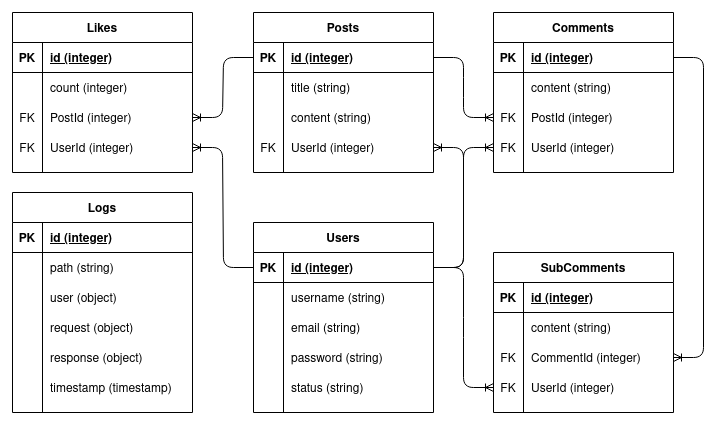 Likes
PK id (integer)
count (integer)
FK PostId (integer)
FK UserId (integer)
Posts
PK id (integer)
title (string)
content (string)
FK UserId (integer)
Comments
PK id (integer)
content (string)
FK PostId (integer)
FK UserId (integer)
Logs
PK id (integer)
path (string)
user (object)
request (object)
response (object)
timestamp (timestamp)
Users
PK id (integer)
username (string)
email (string)
password (string)
status (string)
SubComments
PK id (integer)
content (string)
FK CommentId (integer)
FK UserId (integer)